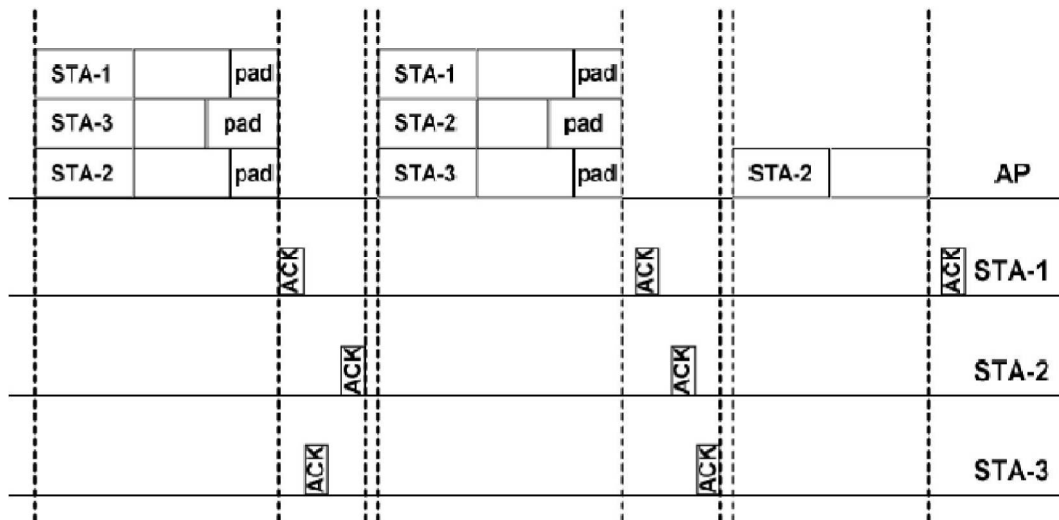 STA-1 pad STA-1 pad
STA-3 pad STA-2 pad
STA-2 pad STA-3 pad STA-2 AP
ACK ACK ACK STA-1
ACK ACK STA-2
ACK ACK STA-3